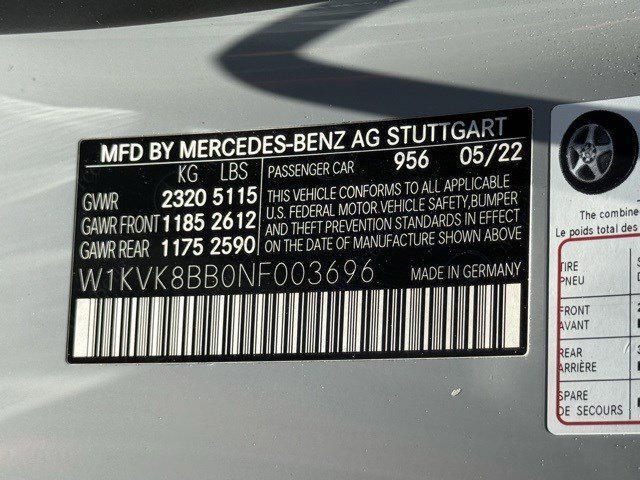 MFD BY MERCEDES-BENZ AG STUTTGART
KG LBS
PASSENGER CAR 956 05/22
GVWR 2320 5115
GAWR FRONT 1185 2612
GAWR REAR 1175 2590
THIS VEHICLE CONFORMS TO ALL APPLICABLE
U.S. FEDERAL MOTOR VEHICLE SAFETY,BUMPER
AND THEFT PREVENTION STANDARDS IN EFFECT
ON THE DATE OF MANUFACTURE SHOWN ABOVE
W1KVK8BB0NF003696
MADE IN GERMANY
The combine
Le poids total des
TIRE
PNEU
FRONT
AVANT
REAR
ARRIÈRE
SPARE
DE SECOURS